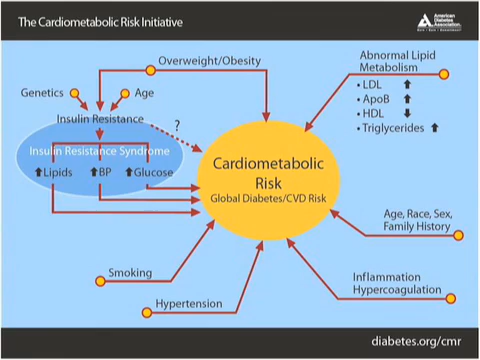 The Cardiometabolic Risk Initiative
American
Diabetes
Association.
Overweight/Obesity
Abnormal Lipid
Metabolism
• LDL ⬆
• ApoB ⬆
• HDL ⬇
• Triglycerides ⬆
Genetics
Age
Insulin Resistance
?
Insulin Resistance Syndrome
⬆Lipids ⬆BP ⬆Glucose
Cardiometabolic
Risk
Global Diabetes/CVD Risk
Age, Race, Sex,
Family History
Smoking
Inflammation
Hypercoagulation
Hypertension
diabetes.org/cmr